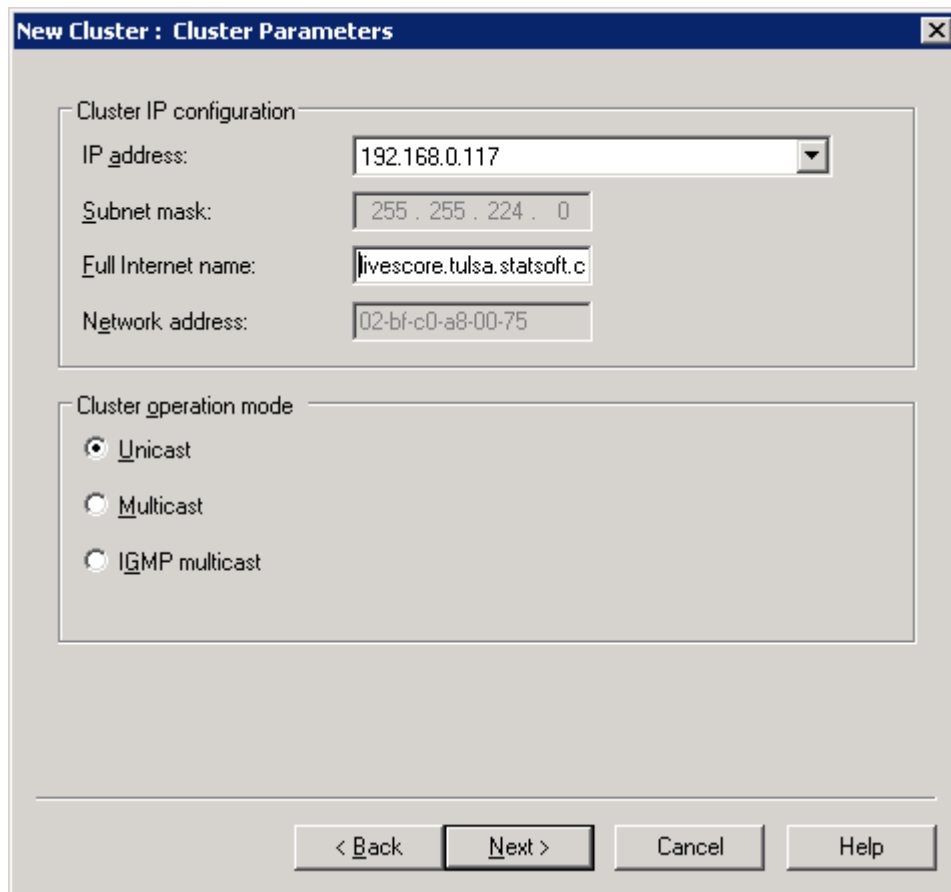 New Cluster : Cluster Parameters
Cluster IP configuration
IP address: 192.168.0.117
Subnet mask: 255 . 255 . 224 . 0
Full Internet name: livescore.tulsa.statsoft.c
Network address: 02-bf-c0-a8-00-75
Cluster operation mode
Unicast
Multicast
IGMP multicast
< Back Next > Cancel Help